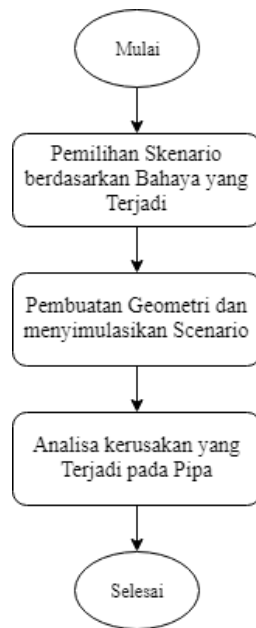 Mulai
Pemilihan Skenario
berdasarkan Bahaya yang
Terjadi
Pembuatan Geometri dan
menyimulasikan Scenario
Analisa kerusakan yang
Terjadi pada Pipa
Selesai